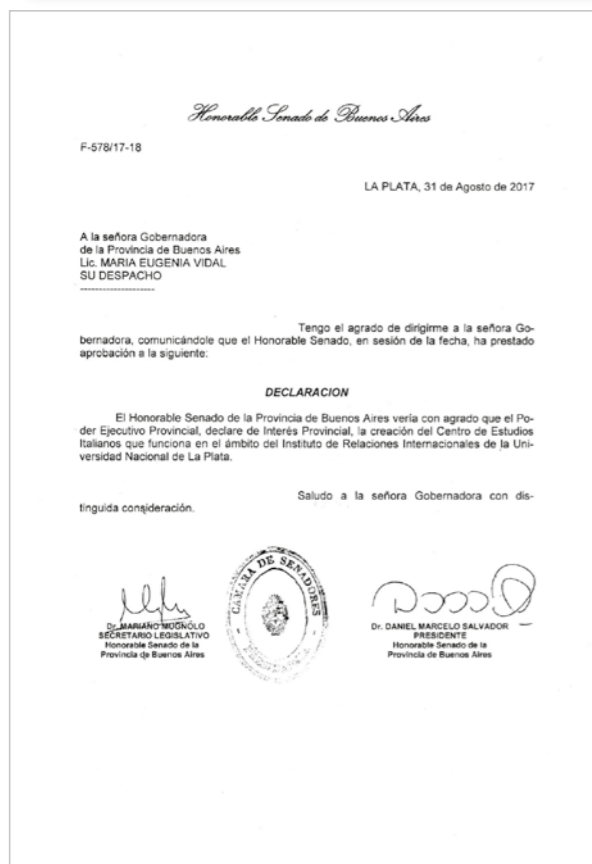 Honorable Senado de Buenos Aires
F-578/17-18
LA PLATA, 31 de Agosto de 2017
A la señora Gobernadora
de la Provincia de Buenos Aires
Lic. MARIA EUGENIA VIDAL
SU DESPACHO
--------------------
Tengo el agrado de dirigirme a la señora Go-
bernadora, comunicándole que el Honorable Senado, en sesión de la fecha, ha prestado
aprobación a la siguiente:
DECLARACION
El Honorable Senado de la Provincia de Buenos Aires vería con agrado que el Po-
der Ejecutivo Provincial, declare de Interés Provincial, la creación del Centro de Estudios
Italianos que funciona en el ámbito del Instituto de Relaciones Internacionales de la Uni-
versidad Nacional de La Plata.
Saludo a la señora Gobernadora con dis-
tinguida consideración.
CAMARA DE SENADORES
Dr. MARIANO MUGNOLO
SECRETARIO LEGISLATIVO
Honorable Senado de la
Provincia de Buenos Aires
Dr. DANIEL MARCELO SALVADOR
PRESIDENTE
Honorable Senado de la
Provincia de Buenos Aires